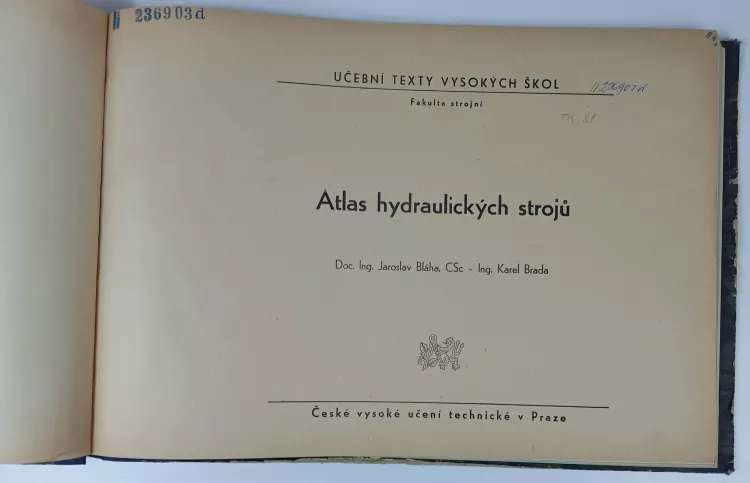 236903d
UČEBNÍ TEXTY VYSOKÝCH ŠKOL
Fakulta strojní
Atlas hydraulických strojů
Doc. Ing. Jaroslav Bláha, CSc - Ing. Karel Brada
České vysoké učení technické v Praze